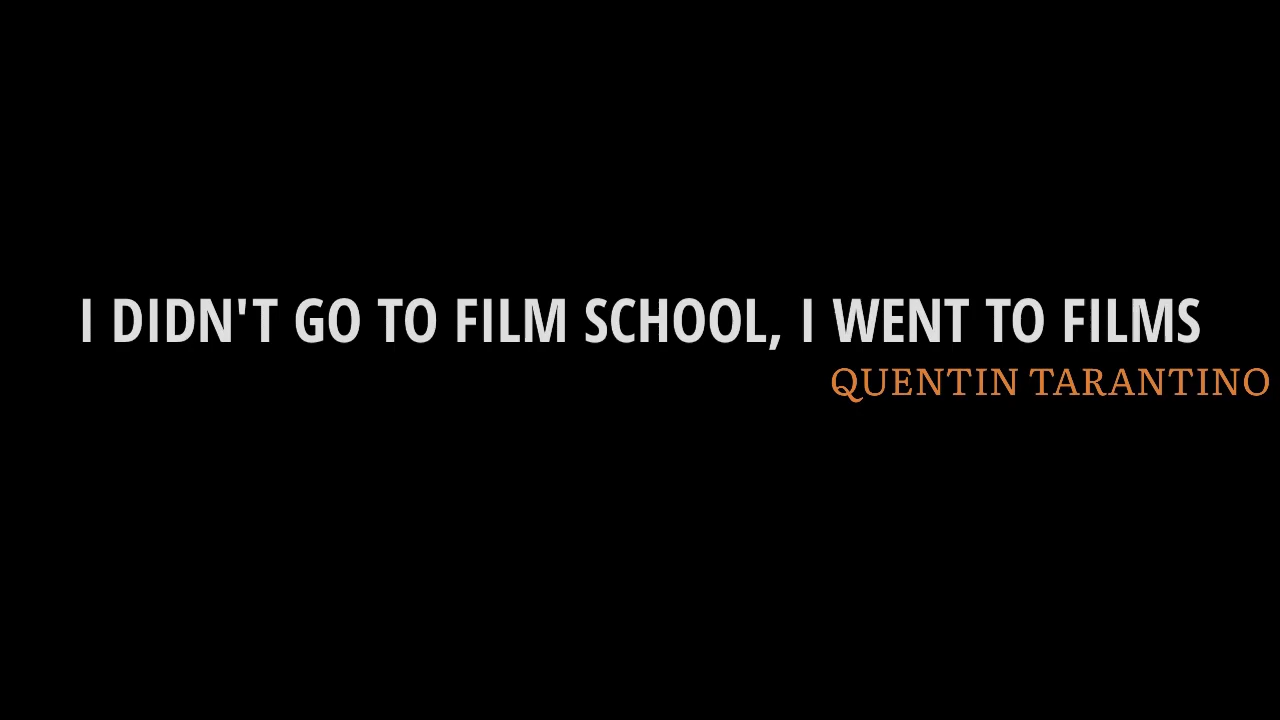 I DIDN'T GO TO FILM SCHOOL, I WENT TO FILMS
QUENTIN TARANTINO